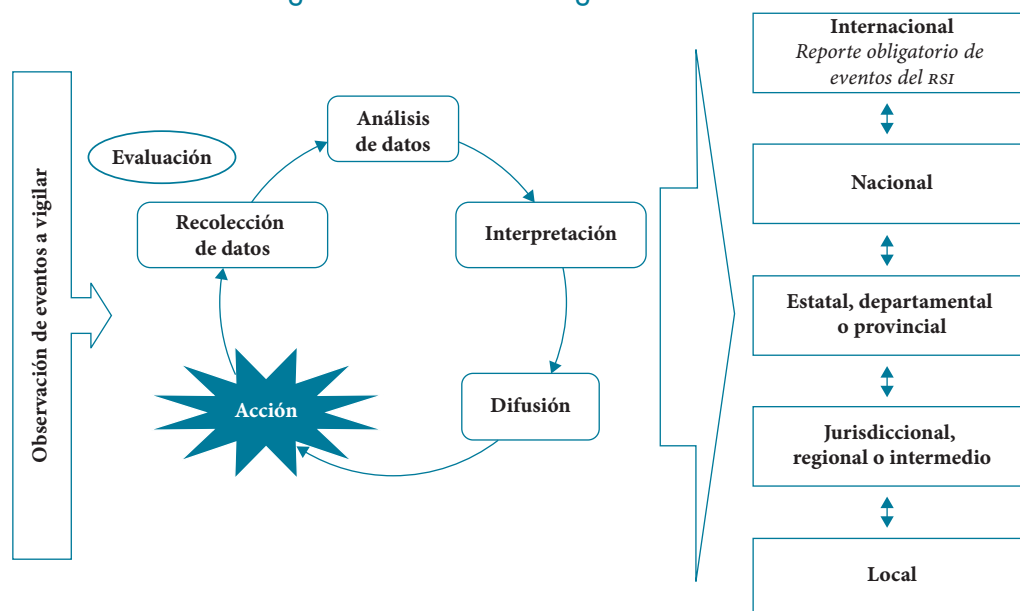 Observación de eventos a vigilar
Evaluación
Análisis
de datos
Recolección
de datos
Interpretación
Acción
Difusión
Internacional
Reporte obligatorio de
eventos del RSI
Nacional
Estatal, departamental
o provincial
Jurisdiccional,
regional o intermedio
Local